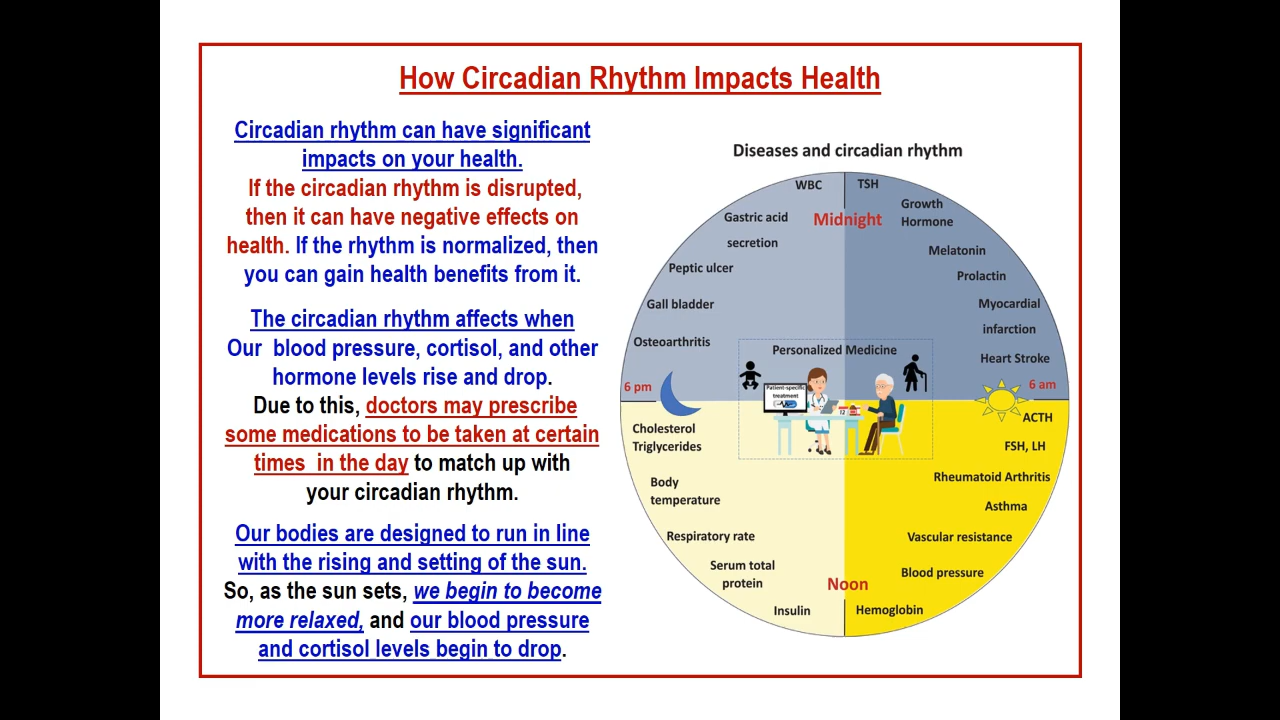 How Circadian Rhythm Impacts Health
Circadian rhythm can have significant
impacts on your health.
If the circadian rhythm is disrupted,
then it can have negative effects on
health. If the rhythm is normalized, then
you can gain health benefits from it.
The circadian rhythm affects when
Our blood pressure, cortisol, and other
hormone levels rise and drop.
Due to this, doctors may prescribe
some medications to be taken at certain
times in the day to match up with
your circadian rhythm.
Our bodies are designed to run in line
with the rising and setting of the sun.
So, as the sun sets, we begin to become
more relaxed, and our blood pressure
and cortisol levels begin to drop.
Diseases and circadian rhythm
WBC
Gastric acid
secretion
Peptic ulcer
Gall bladder
Osteoarthritis
6 pm
Midnight
TSH
Growth
Hormone
Melatonin
Prolactin
Myocardial
infarction
Heart Stroke
6 am
Personalized Medicine
Patient-specific
treatment
Cholesterol
Triglycerides
Body
temperature
Respiratory rate
Serum total
protein
Insulin
Noon
ACTH
FSH, LH
Rheumatoid Arthritis
Asthma
Vascular resistance
Blood pressure
Hemoglobin